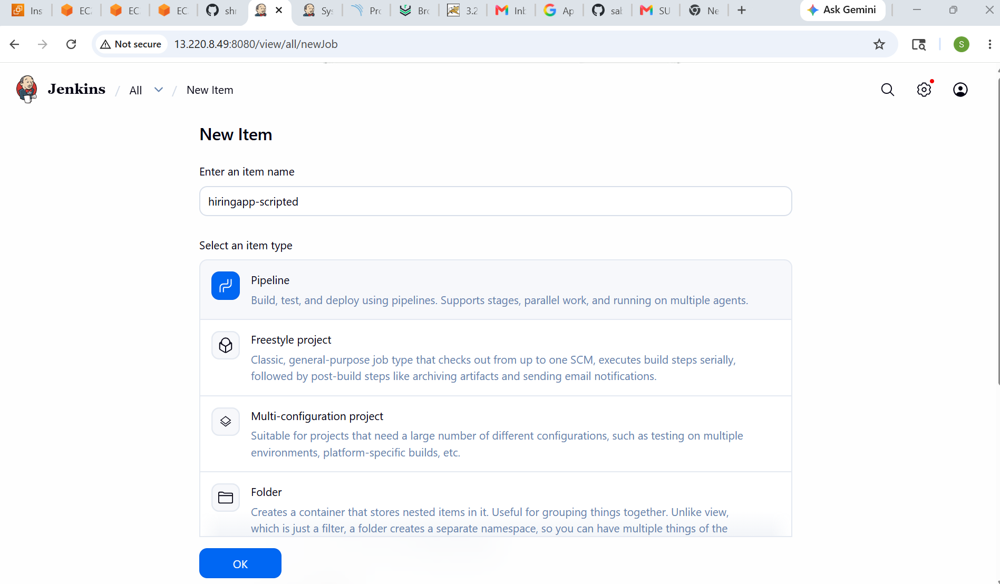 Ins
EC2
EC
EC
shr
Sys
Pro
Bro
3.2
Inb
Ap
sab
SU
Ne
Ask Gemini
Not secure
13.220.8.49:8080/view/all/newJob
S
Jenkins / All / New Item
New Item
Enter an item name
hiringapp-scripted
Select an item type
Pipeline
Build, test, and deploy using pipelines. Supports stages, parallel work, and running on multiple agents.
Freestyle project
Classic, general-purpose job type that checks out from up to one SCM, executes build steps serially,
followed by post-build steps like archiving artifacts and sending email notifications.
Multi-configuration project
Suitable for projects that need a large number of different configurations, such as testing on multiple
environments, platform-specific builds, etc.
Folder
Creates a container that stores nested items in it. Useful for grouping things together. Unlike view,
which is just a filter, a folder creates a separate namespace, so you can have multiple things of the
OK